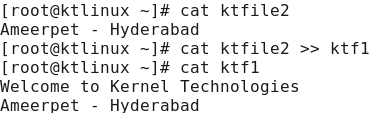 [root@ktlinux ~]# cat ktfile2
Ameerpet - Hyderabad
[root@ktlinux ~]# cat ktfile2 >> ktf1
[root@ktlinux ~]# cat ktf1
Welcome to Kernel Technologies
Ameerpet - Hyderabad